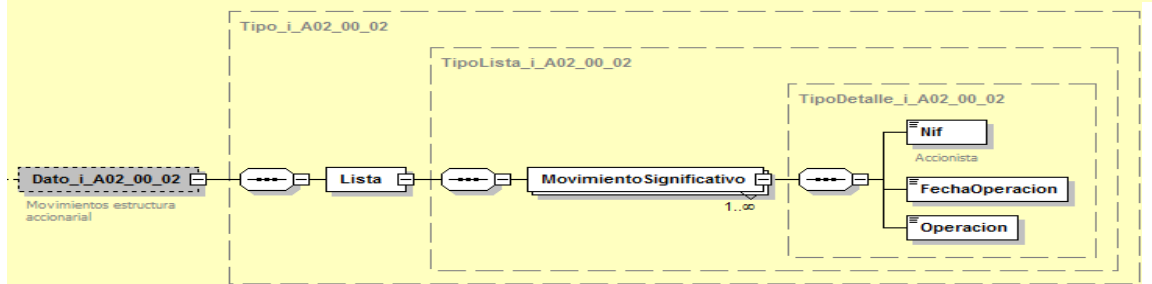 Tipo_i_A02_00_02
TipoLista_i_A02_00_02
TipoDetalle_i_A02_00_02
Nif
Accionista
Dato_i_A02_00_02
Lista
MovimientoSignificativo
FechaOperacion
Movimientos estructura
accionarial
1..∞
Operacion